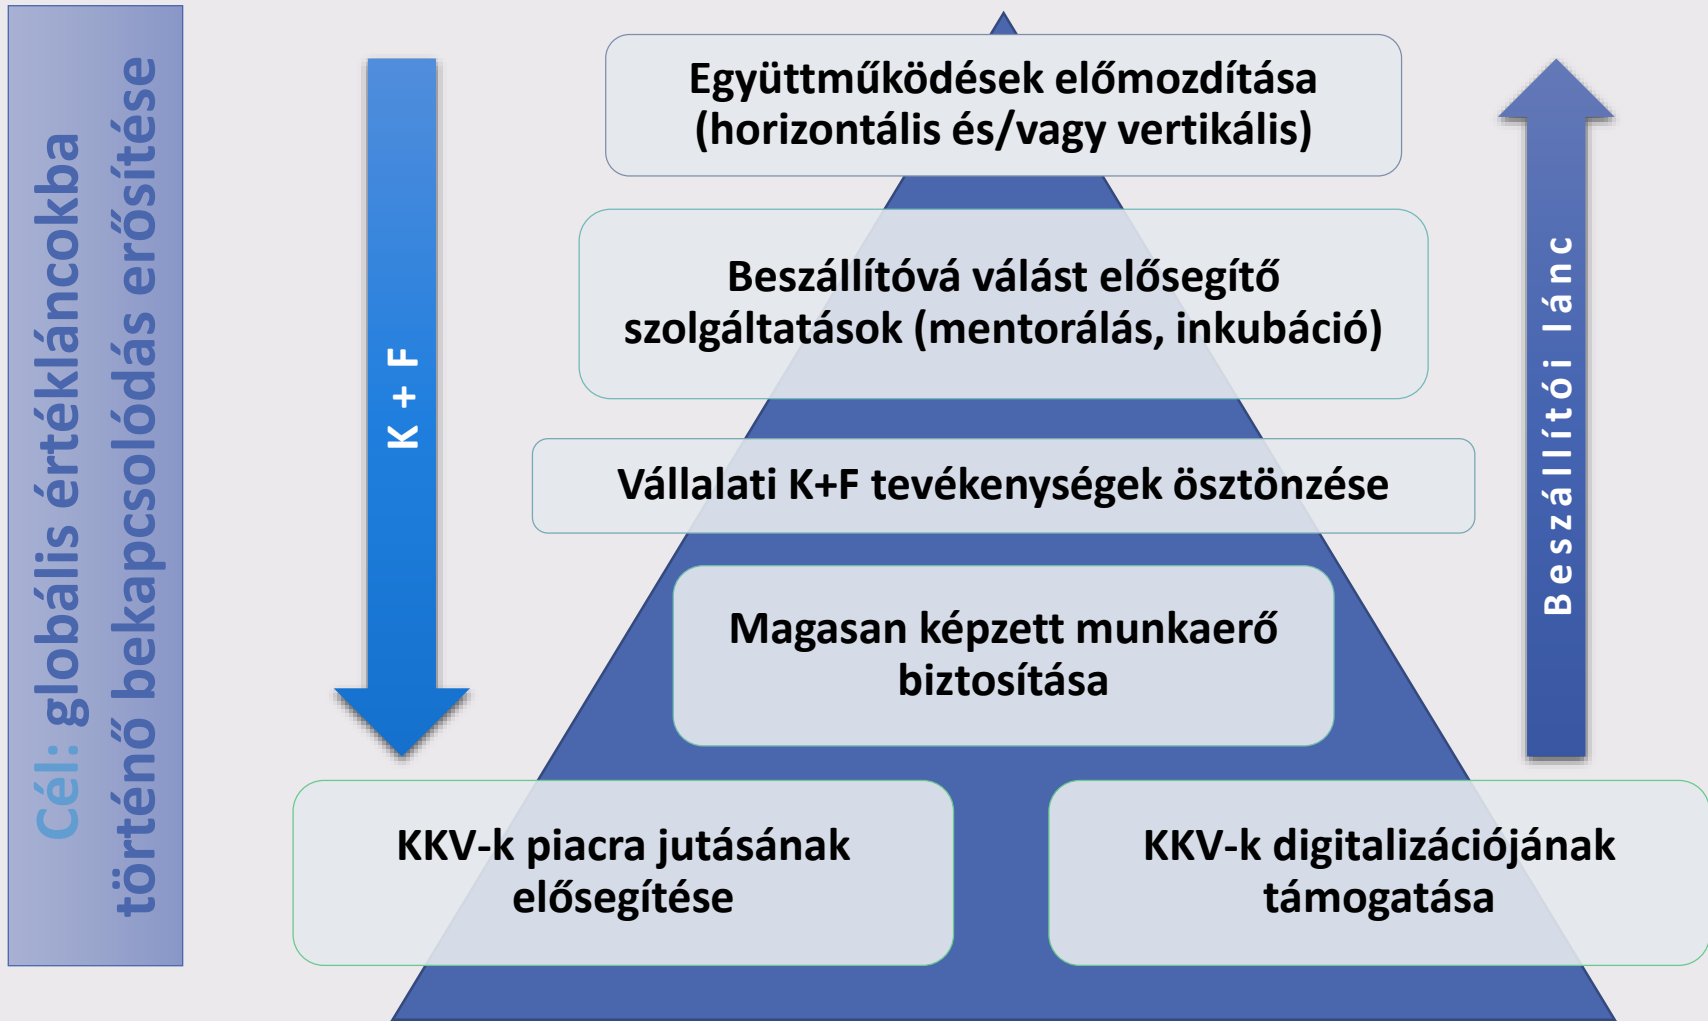 Cél: globális értékláncokba
történő bekapcsolódás erősítése
K + F
Együttműködések előmozdítása
(horizontális és/vagy vertikális)
Beszállítóvá válást elősegítő
szolgáltatások (mentorálás, inkubáció)
Vállalati K+F tevékenységek ösztönzése
Magasan képzett munkaerő
biztosítása
KKV-k piacra jutásának
elősegítése
KKV-k digitalizációjának
támogatása
Beszállítói lánc